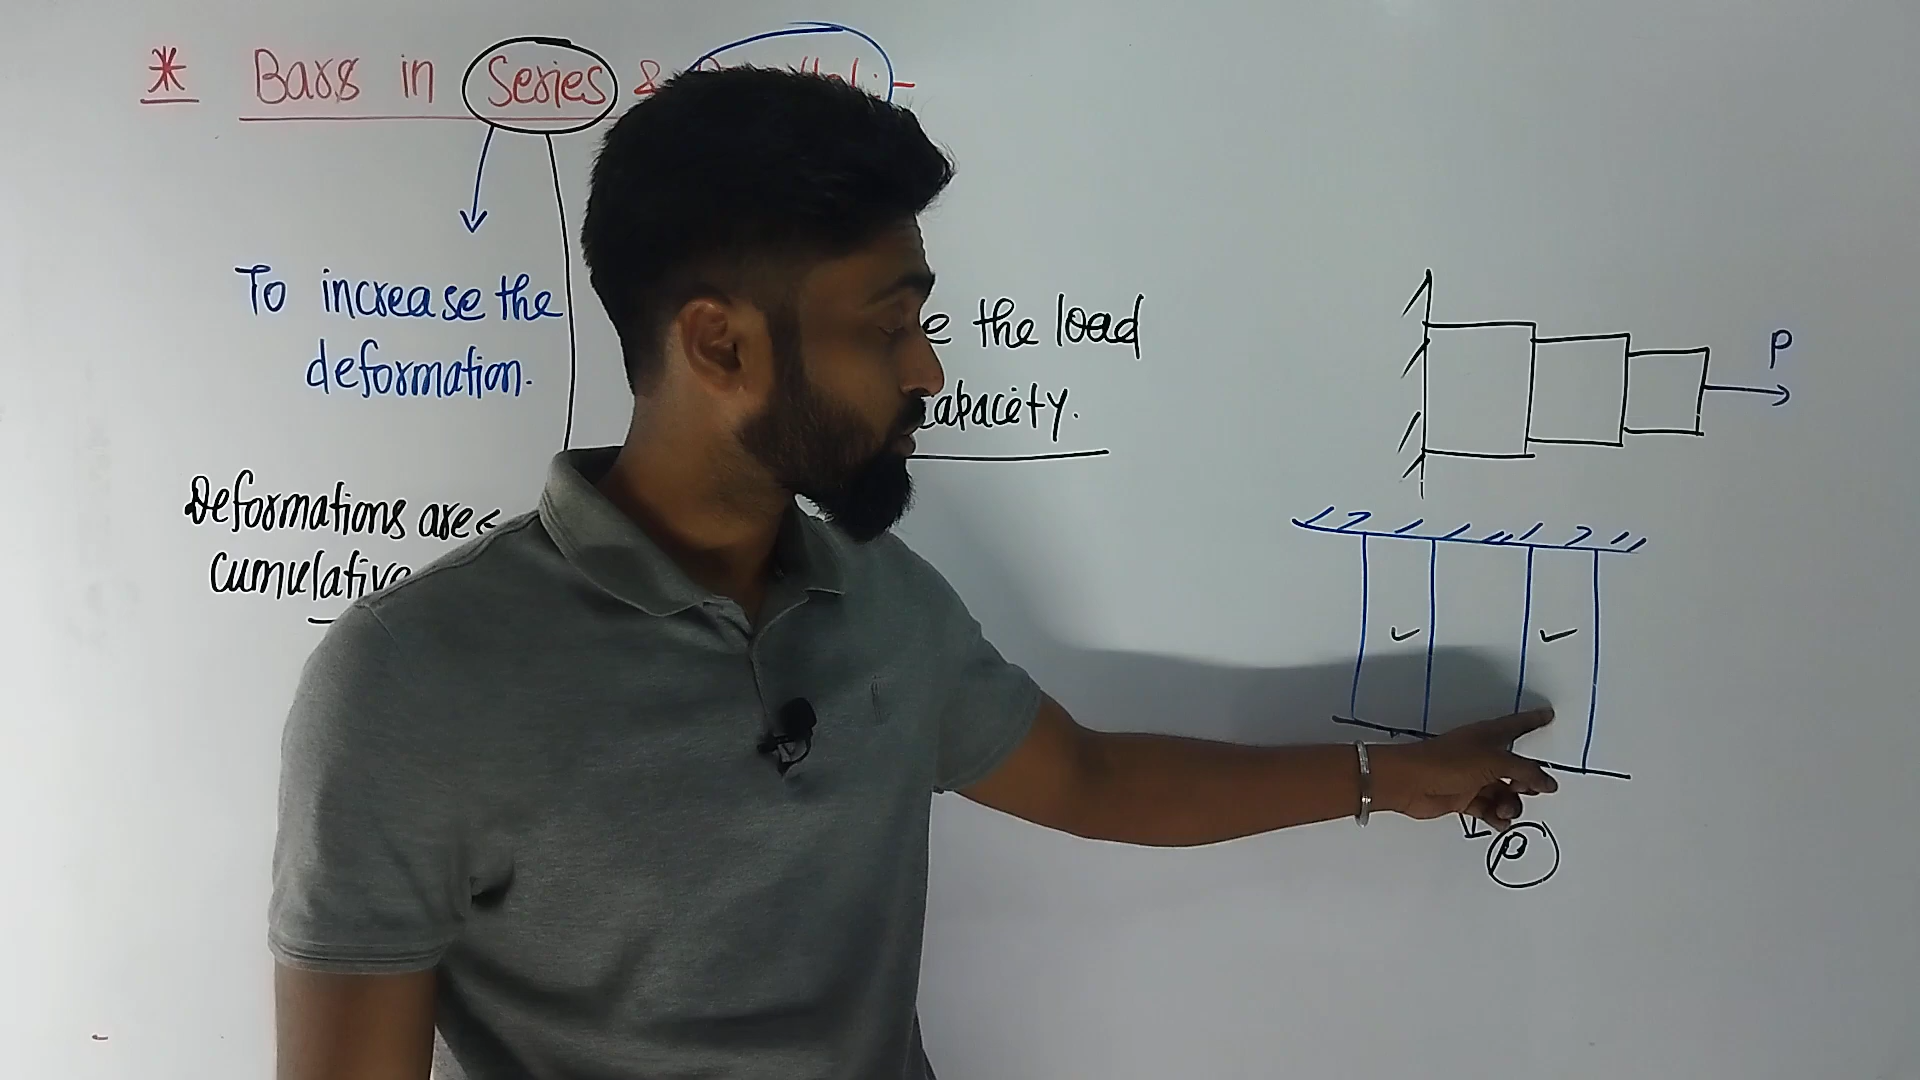 * Bars in Series &
To increase the
deformation.
the load
capacity.
Deformations are
cumulative
P
P